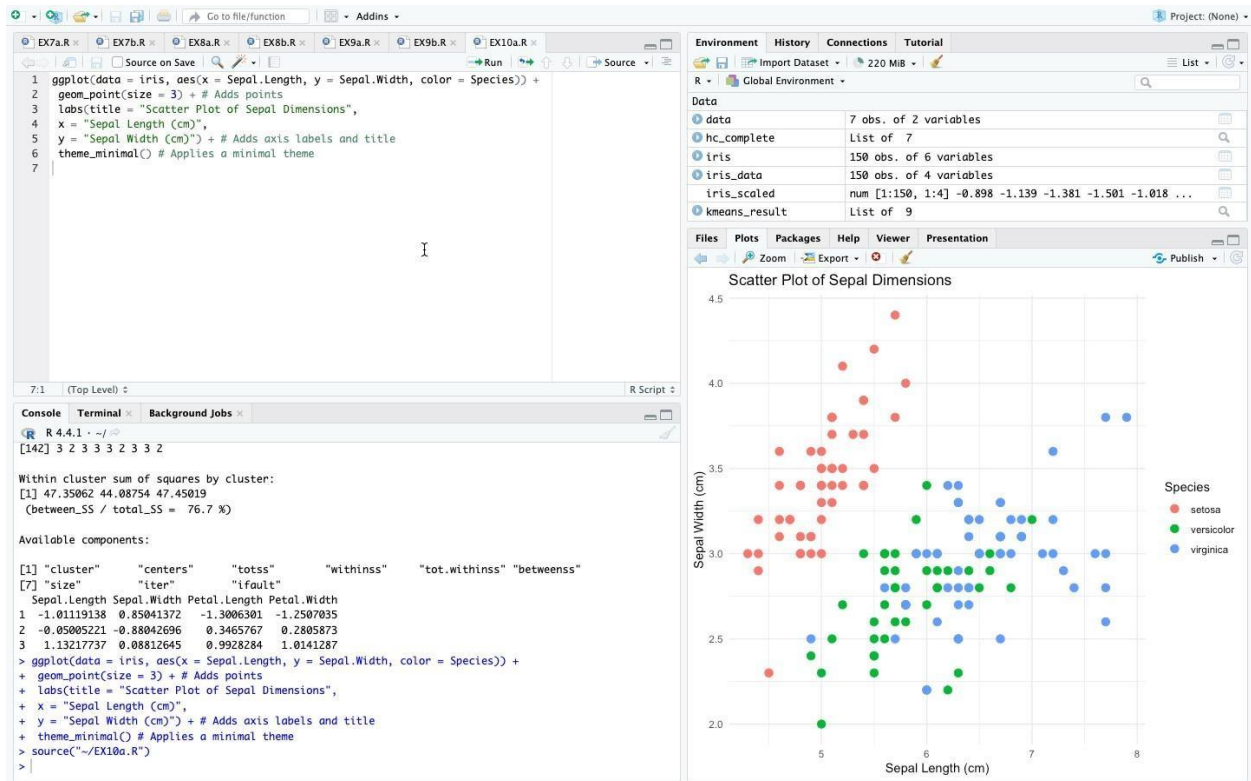 Go to file/function
Addins
Project: (None)
EX7a.R
EX7b.R
EX8a.R
EX8b.R
EX9a.R
EX9b.R
EX10a.R
Source on Save
Run
Source
1 ggplot(data = iris, aes(x = Sepal.Length, y = Sepal.Width, color = Species)) +
2 geom_point(size = 3) + # Adds points
3 labs(title = "Scatter Plot of Sepal Dimensions",
4 x = "Sepal Length (cm)",
5 y = "Sepal Width (cm)") + # Adds axis labels and title
6 theme_minimal() # Applies a minimal theme
7
7:1 (Top Level) R Script
Console Terminal Background Jobs
R 4.4.1 · ~/
[142] 3 2 3 3 3 2 3 3 2
Within cluster sum of squares by cluster:
[1] 47.35062 44.08754 47.45019
(between_SS / total_SS = 76.7 %)
Available components:
[1] "cluster" "centers" "totss" "withinss" "tot.withinss" "betweenss"
[7] "size" "iter" "ifault"
Sepal.Length Sepal.Width Petal.Length Petal.Width
1 -1.01119138 0.85041372 -1.3006301 -1.2507035
2 -0.05005221 -0.88042696 0.3465767 0.2805873
3 1.13217737 0.08812645 0.9928284 1.0141287
> ggplot(data = iris, aes(x = Sepal.Length, y = Sepal.Width, color = Species)) +
+ geom_point(size = 3) + # Adds points
+ labs(title = "Scatter Plot of Sepal Dimensions",
+ x = "Sepal Length (cm)",
+ y = "Sepal Width (cm)") + # Adds axis labels and title
+ theme_minimal() # Applies a minimal theme
> source("~/EX10a.R")
>
Environment History Connections Tutorial
Import Dataset 220 MiB List
R Global Environment
Data
data 7 obs. of 2 variables
hc_complete List of 7
iris 150 obs. of 6 variables
iris_data 150 obs. of 4 variables
iris_scaled num [1:150, 1:4] -0.898 -1.139 -1.381 -1.501 -1.018 ...
kmeans_result List of 9
Files Plots Packages Help Viewer Presentation
Zoom Export Publish
Scatter Plot of Sepal Dimensions
4.5
4.0
3.5
3.0
2.5
2.0
Sepal Width (cm)
5 6 7 8
Sepal Length (cm)
Species
setosa
versicolor
virginica